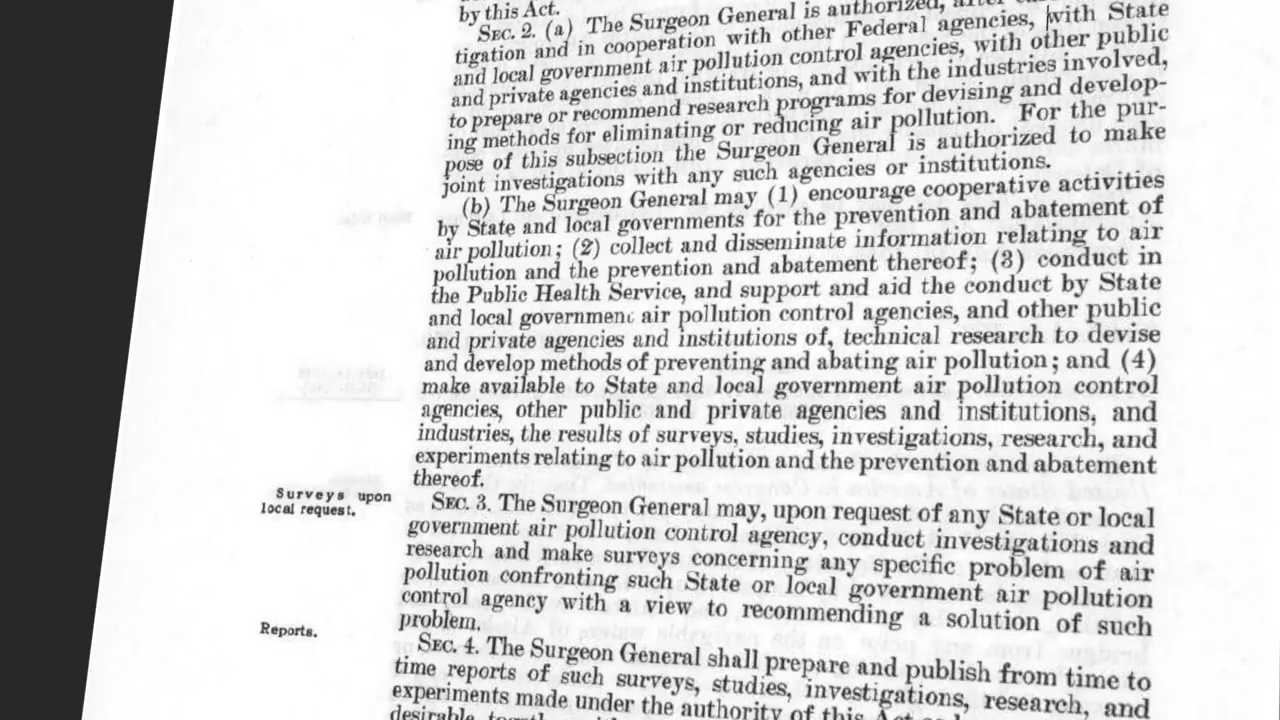 by this Act.
SEC. 2. (a) The Surgeon General is authorized, after
tigation and in cooperation with other Federal agencies, with State
and local government air pollution control agencies, with other public
and private agencies and institutions, and with the industries involved,
to prepare or recommend research programs for devising and develop-
ing methods for eliminating or reducing air pollution. For the pur-
pose of this subsection the Surgeon General is authorized to make
joint investigations with any such agencies or institutions.
(b) The Surgeon General may (1) encourage cooperative activities
by State and local governments for the prevention and abatement of
air pollution; (2) collect and disseminate information relating to air
pollution and the prevention and abatement thereof; (3) conduct in
the Public Health Service, and support and aid the conduct by State
and local government air pollution control agencies, and other public
and private agencies and institutions of, technical research to devise
and develop methods of preventing and abating air pollution; and (4)
make available to State and local government air pollution control
agencies, other public and private agencies and institutions, and
industries, the results of surveys, studies, investigations, research, and
experiments relating to air pollution and the prevention and abatement
thereof.
Surveys upon
local request.
SEC. 3. The Surgeon General may, upon request of any State or local
government air pollution control agency, conduct investigations and
research and make surveys concerning any specific problem of air
pollution confronting such State or local government air pollution
control agency with a view to recommending a solution of such
problem.
Reports.
SEC. 4. The Surgeon General shall prepare and publish from time to
time reports of such surveys, studies, investigations, research, and
experiments made under the authority of this Act
desirable